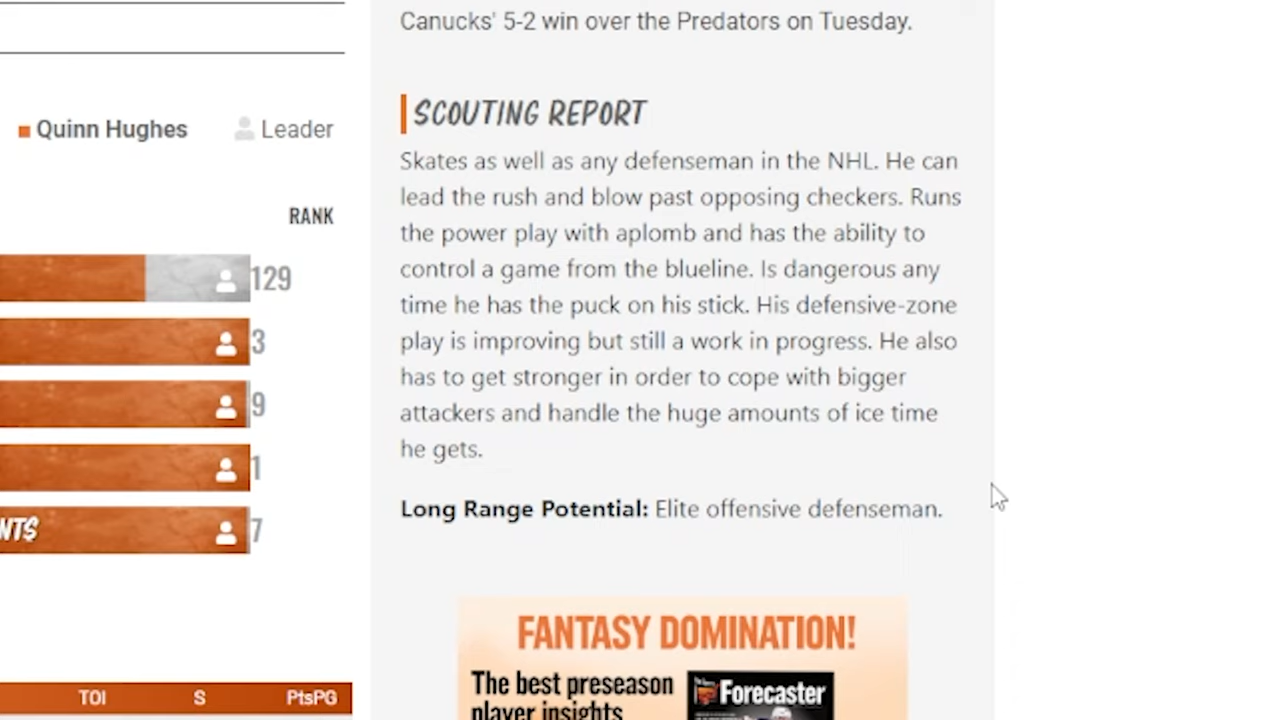 Canucks' 5-2 win over the Predators on Tuesday.
Quinn Hughes
Leader
RANK
129
3
9
1
NTS
7
TOI
S
PtsPG
SCOUTING REPORT
Skates as well as any defenseman in the NHL. He can
lead the rush and blow past opposing checkers. Runs
the power play with aplomb and has the ability to
control a game from the blueline. Is dangerous any
time he has the puck on his stick. His defensive-zone
play is improving but still a work in progress. He also
has to get stronger in order to cope with bigger
attackers and handle the huge amounts of ice time
he gets.
Long Range Potential: Elite offensive defenseman.
FANTASY DOMINATION!
The best preseason
player insights
Forecaster